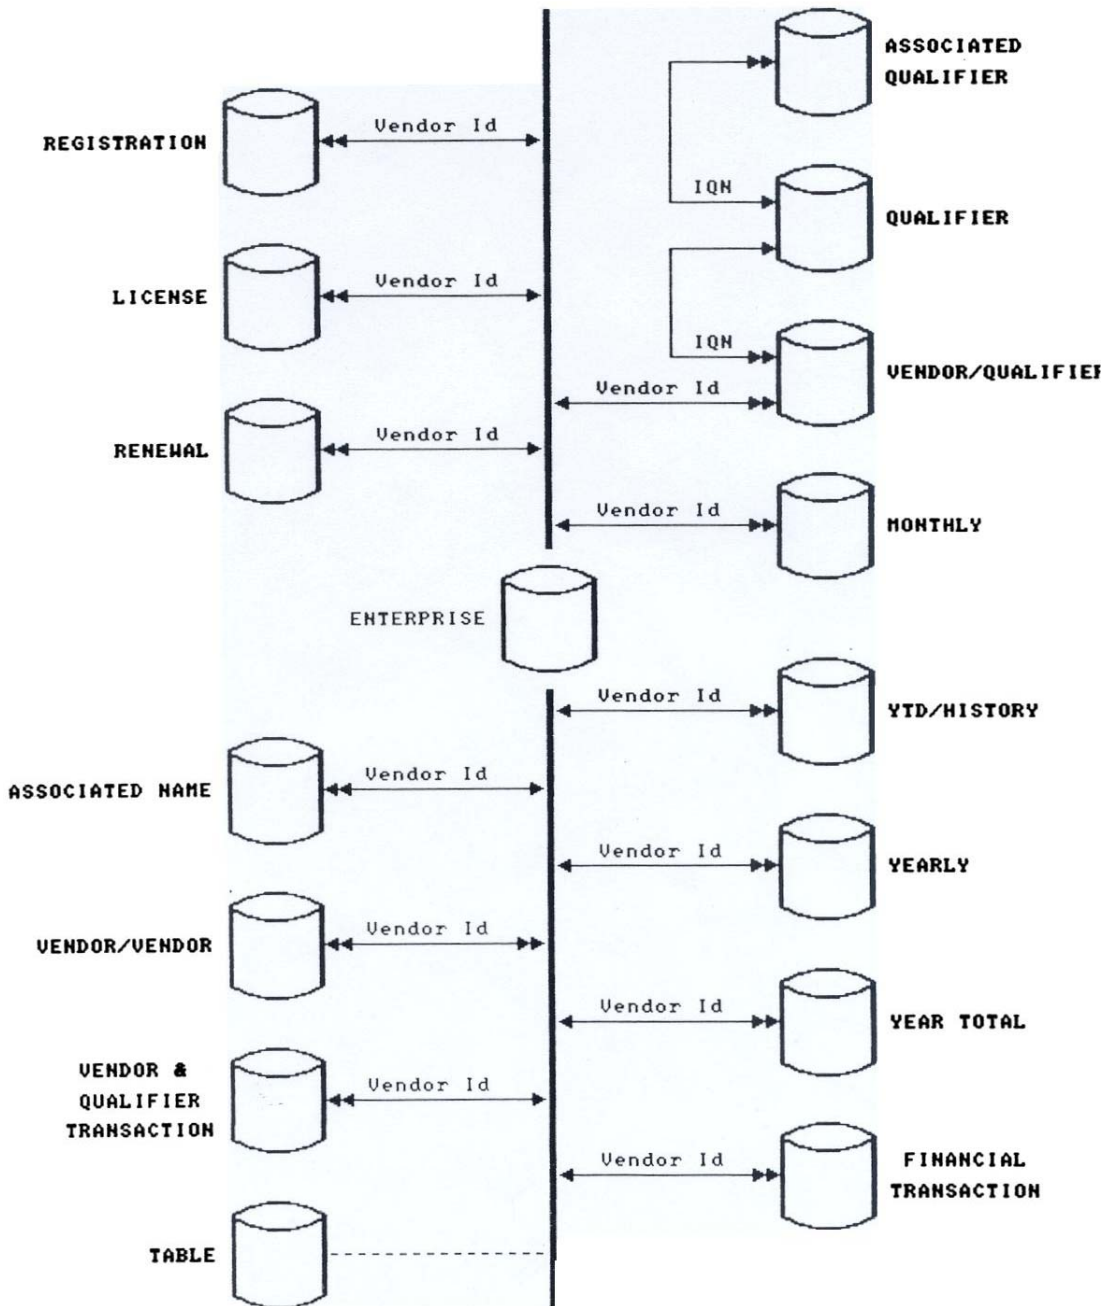 ASSOCIATED
QUALIFIER
REGISTRATION
Vendor Id
IQN
QUALIFIER
LICENSE
Vendor Id
IQN
VENDOR/QUALIFIER
Vendor Id
RENEWAL
Vendor Id
Vendor Id
MONTHLY
ENTERPRISE
Vendor Id
YTD/HISTORY
ASSOCIATED NAME
Vendor Id
Vendor Id
YEARLY
VENDOR/VENDOR
Vendor Id
Vendor Id
YEAR TOTAL
VENDOR &
QUALIFIER
TRANSACTION
Vendor Id
Vendor Id
FINANCIAL
TRANSACTION
TABLE